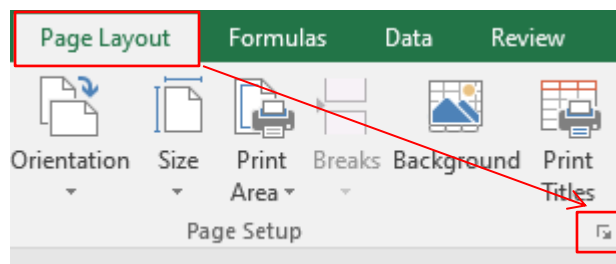 Page Layout Formulas Data Review
Orientation Size Print Breaks Background Print
Area Titles
Page Setup